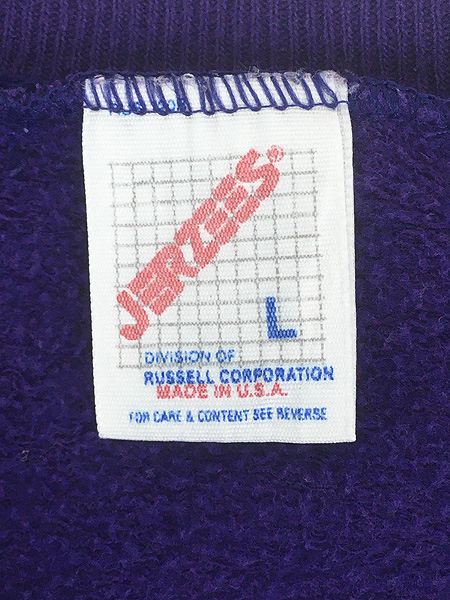 JERZEES®
L
DIVISION OF
RUSSELL CORPORATION
MADE IN U.S.A.
FOR CARE & CONTENT SEE REVERSE